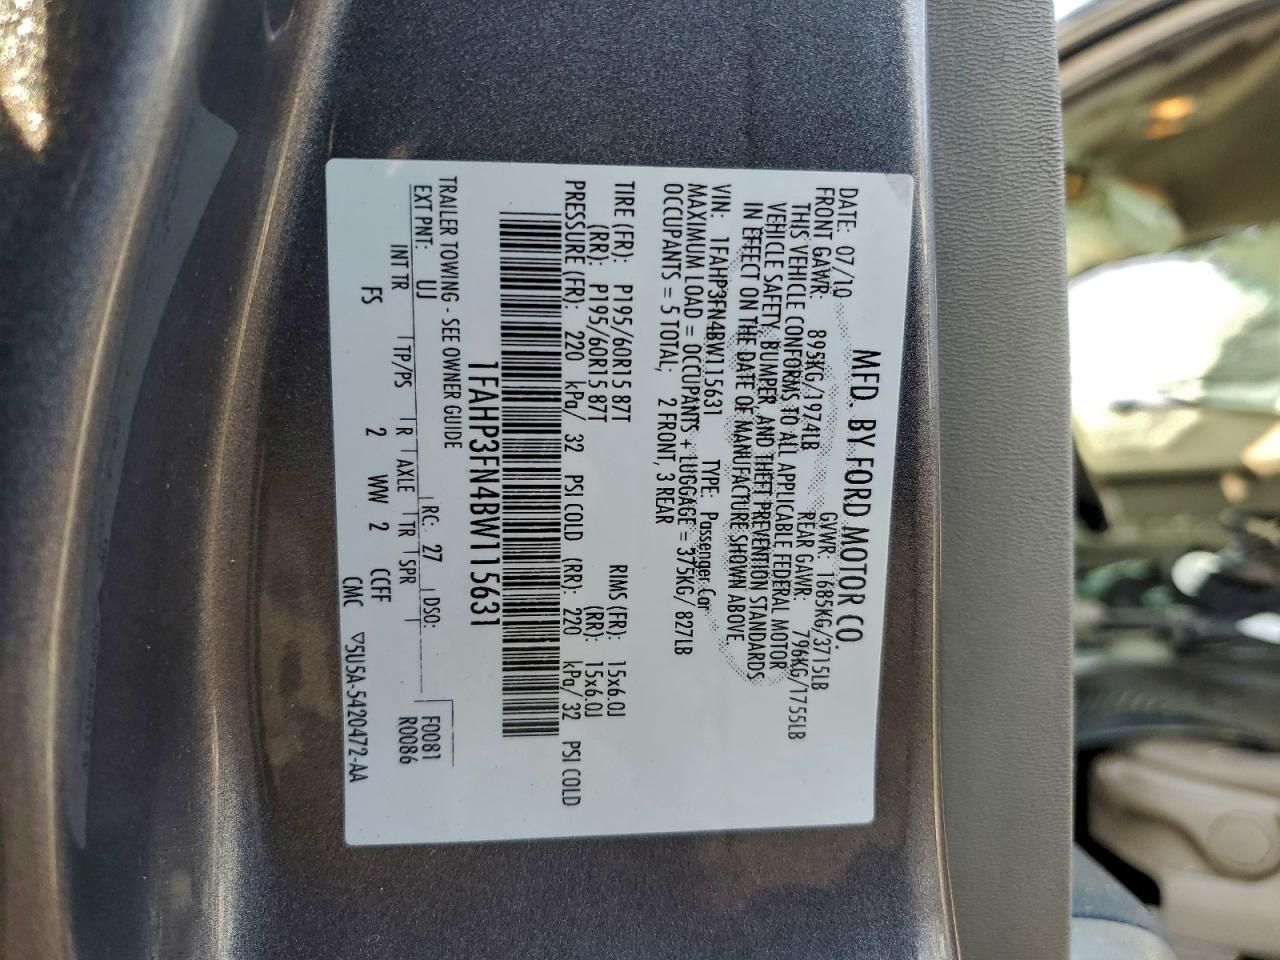 MFD. BY FORD MOTOR CO.
DATE: 07/10 GVWR: 1685KG/3715LB
FRONT GAWR: 895KG/1974LB REAR GAWR: 796KG/1755LB
THIS VEHICLE CONFORMS TO ALL APPLICABLE FEDERAL MOTOR
VEHICLE SAFETY, BUMPER, AND THEFT PREVENTION STANDARDS
IN EFFECT ON THE DATE OF MANUFACTURE SHOWN ABOVE.
VIN: 1FAHP3FN4BW115631 TYPE: Passenger Car
MAXIMUM LOAD = OCCUPANTS + LUGGAGE = 375KG/827LB
OCCUPANTS = 5 TOTAL; 2 FRONT, 3 REAR
TIRE (FR): P195/60R15 87T RIMS (FR): 15x6.0J
(RR): P195/60R15 87T (RR): 15x6.0J
PRESSURE (FR): 220 kPa/ 32 PSI COLD (RR): 220 kPa/ 32 PSI COLD
1FAHP3FN4BW115631
TRAILER TOWING - SEE OWNER GUIDE
EXT PNT: UJ RC: 27 DSO: F0081
INT TR TP/PS R AXLE TR SPR R0086
FS 2 WW 2 CCFF
CMC ▽5U5A-5420472-AA